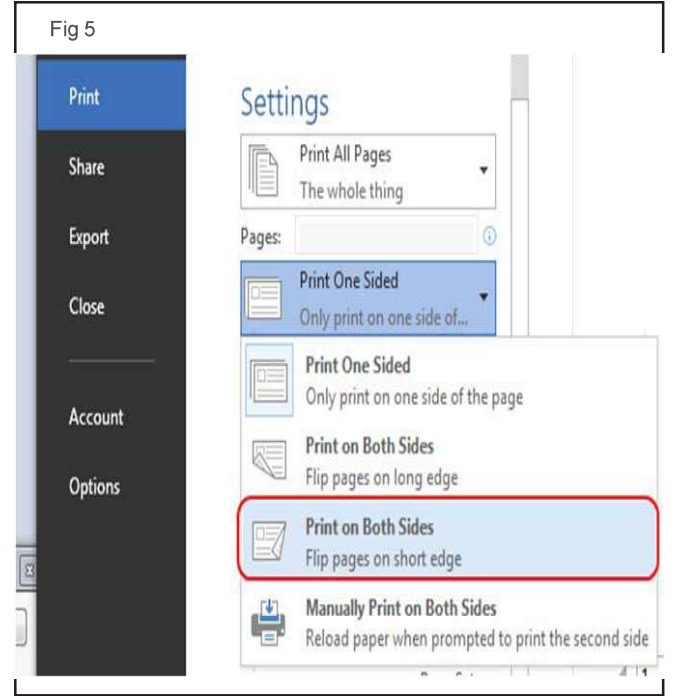 Fig 5
Print
Share
Export
Close
Account
Options
Settings
Print All Pages
The whole thing
Pages:
Print One Sided
Only print on one side of...
Print One Sided
Only print on one side of the page
Print on Both Sides
Flip pages on long edge
Print on Both Sides
Flip pages on short edge
Manually Print on Both Sides
Reload paper when prompted to print the second side
1